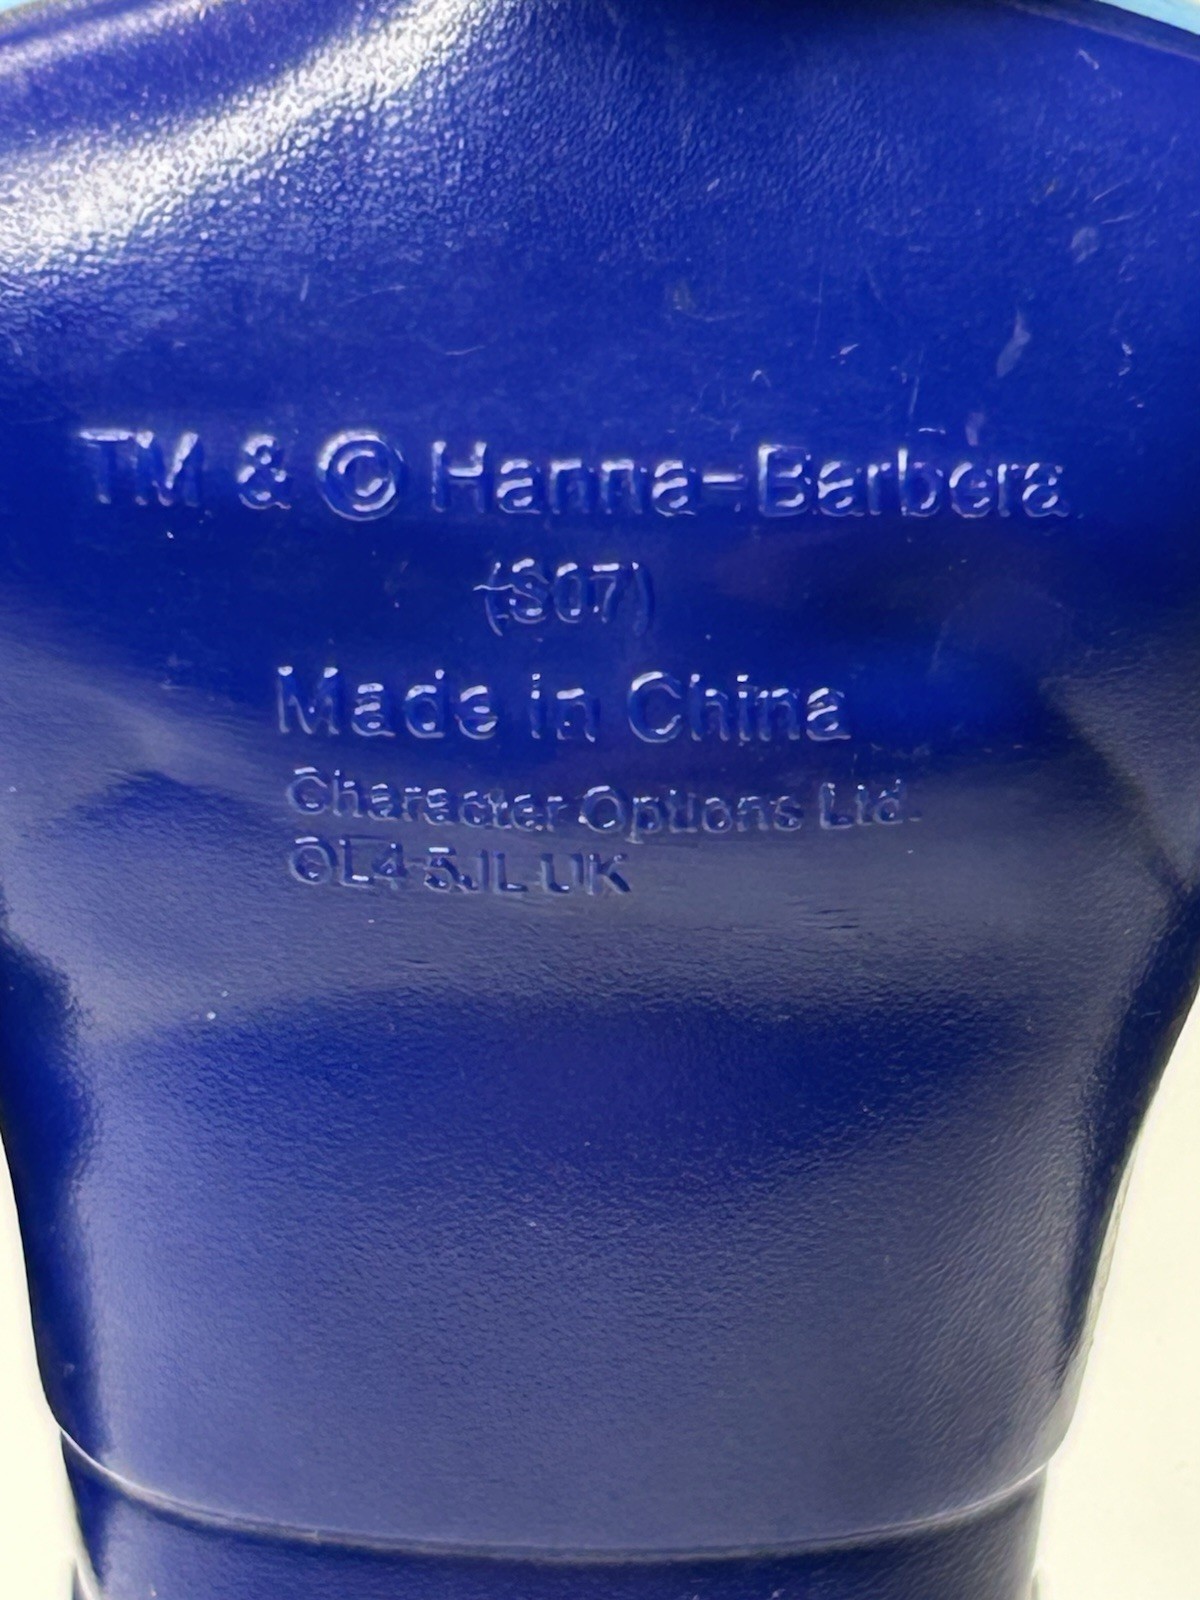 TM & © Hanna-Barbera
(S07)
Made in China
Character Options Ltd.
OL4 5JL UK